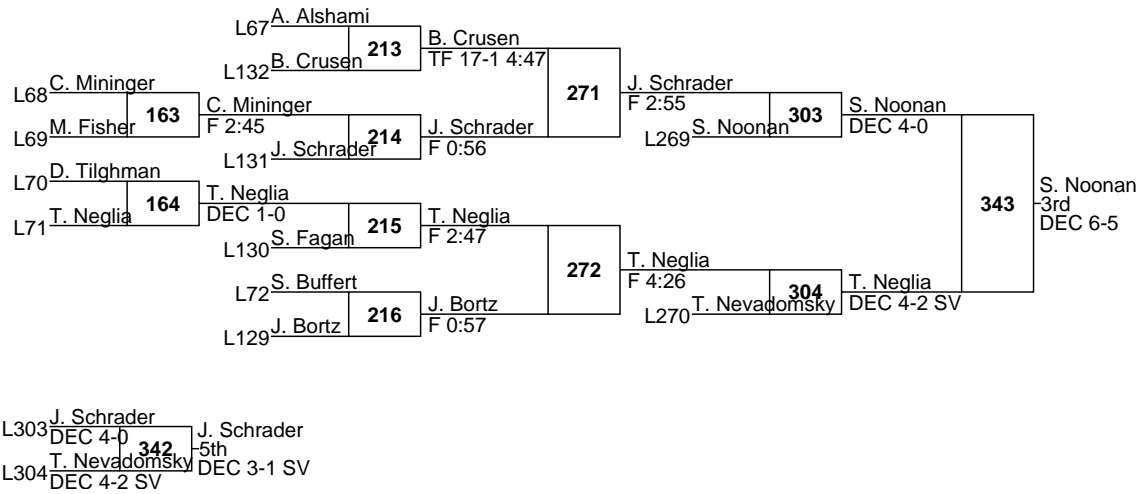 L67 A. Alshami
213
B. Crusen
TF 17-1 4:47
L132 B. Crusen
L68 C. Mininger
163
C. Mininger
F 2:45
L69 M. Fisher
271
J. Schrader
F 2:55
214
J. Schrader
F 0:56
L131 J. Schrader
303
S. Noonan
DEC 4-0
L269 S. Noonan
L70 D. Tilghman
164
T. Neglia
DEC 1-0
L71 T. Neglia
215
T. Neglia
F 2:47
L130 S. Fagan
343
S. Noonan
3rd
DEC 6-5
272
T. Neglia
F 4:26
L72 S. Buffert
216
J. Bortz
F 0:57
L129 J. Bortz
304
T. Neglia
DEC 4-2 SV
L270 T. Nevadomsky
L303 J. Schrader
DEC 4-0
342
J. Schrader
5th
DEC 3-1 SV
L304 T. Nevadomsky
DEC 4-2 SV